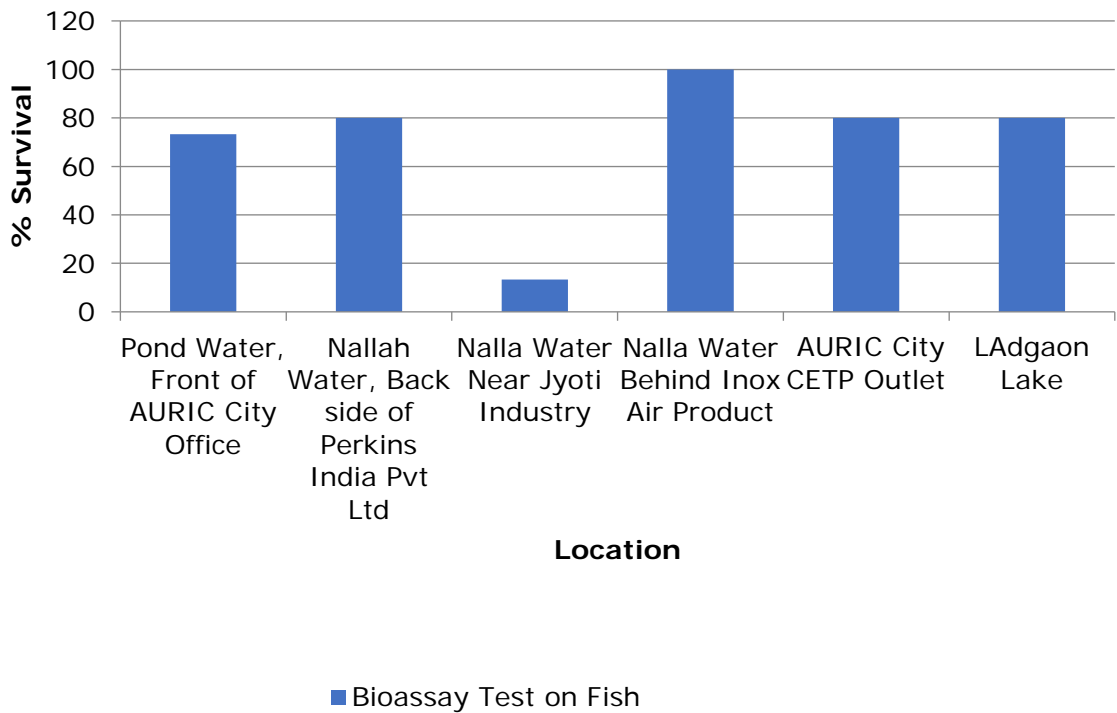 120
100
80
60
40
20
0
% Survival
Pond Water,
Front of
AURIC City
Office
Nallah
Water, Back
side of
Perkins
India Pvt
Ltd
Nalla Water
Near Jyoti
Industry
Nalla Water
Behind Inox
Air Product
AURIC City
CETP Outlet
LAdgaon
Lake
Location
Bioassay Test on Fish